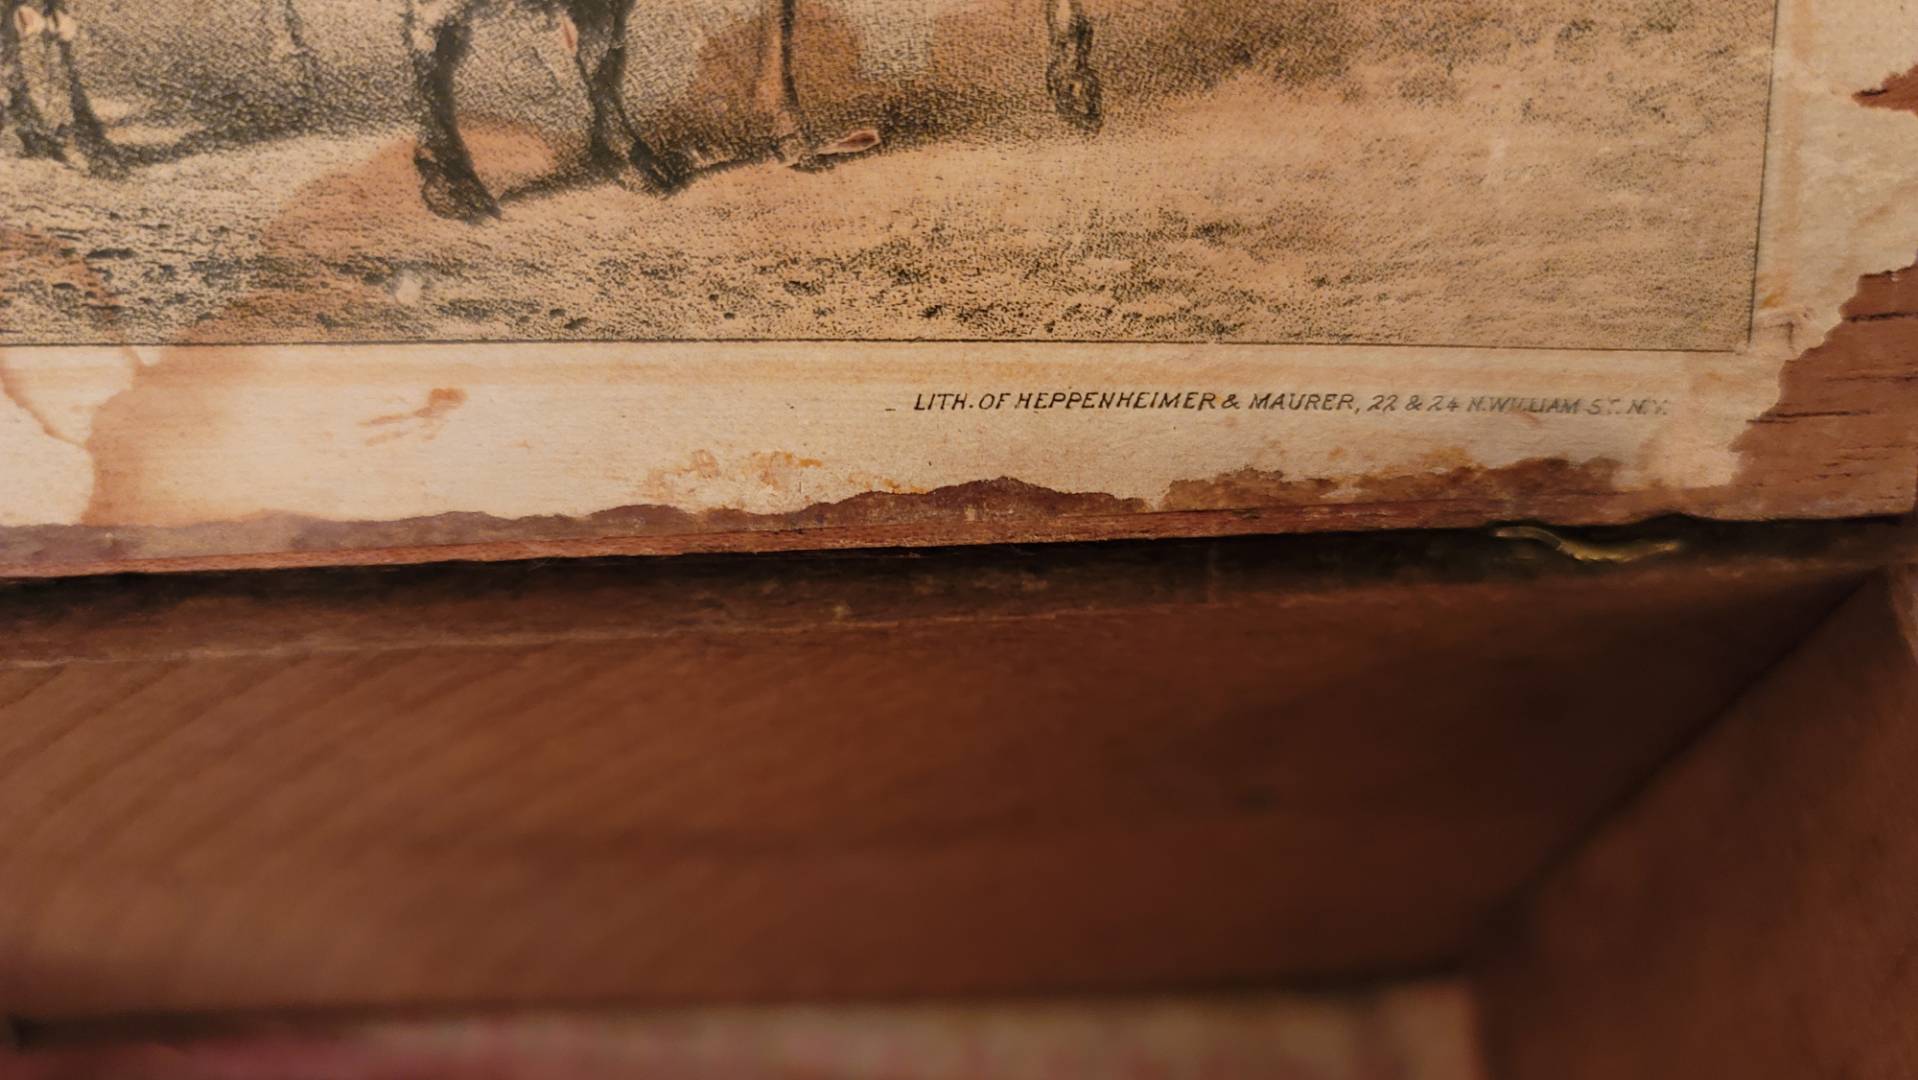 LITH. OF HEPPENHEIMER & MAURER, 22 & 24 N. WILLIAM ST. N.Y.